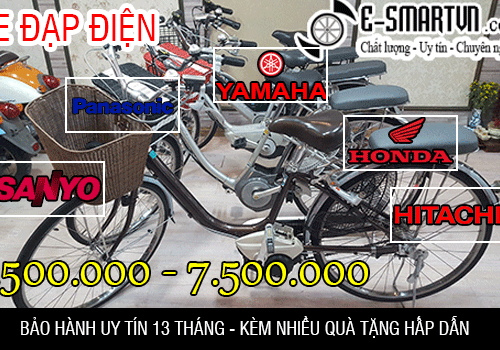 E ĐẠP ĐIỆN
E-SMARTVN.
Chất lượng - Uy tín - Chuyên ng
YAMAHA
Panasonic
HONDA
SANYO
HITACHI
.500.000 - 7.500.000
BẢO HÀNH UY TÍN 13 THÁNG - KÈM NHIỀU QUÀ TẶNG HẤP DẪN